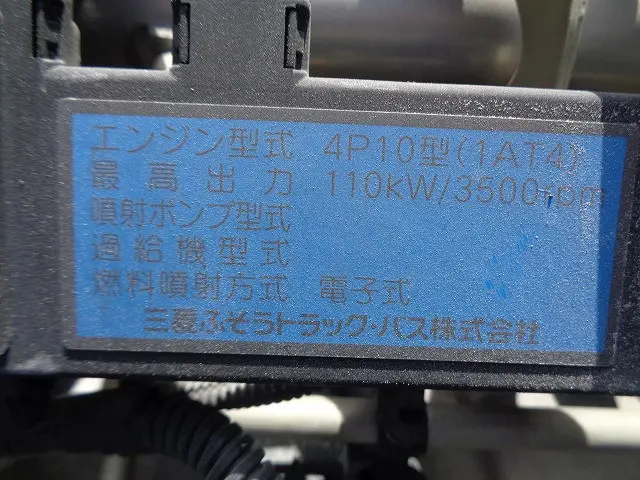 エンジン型式 4P10型(1AT4)
最高出力 110kW/3500rpm
噴射ポンプ型式
過給機型式
燃料噴射方式 電子式
三菱ふそうトラック・バス株式会社